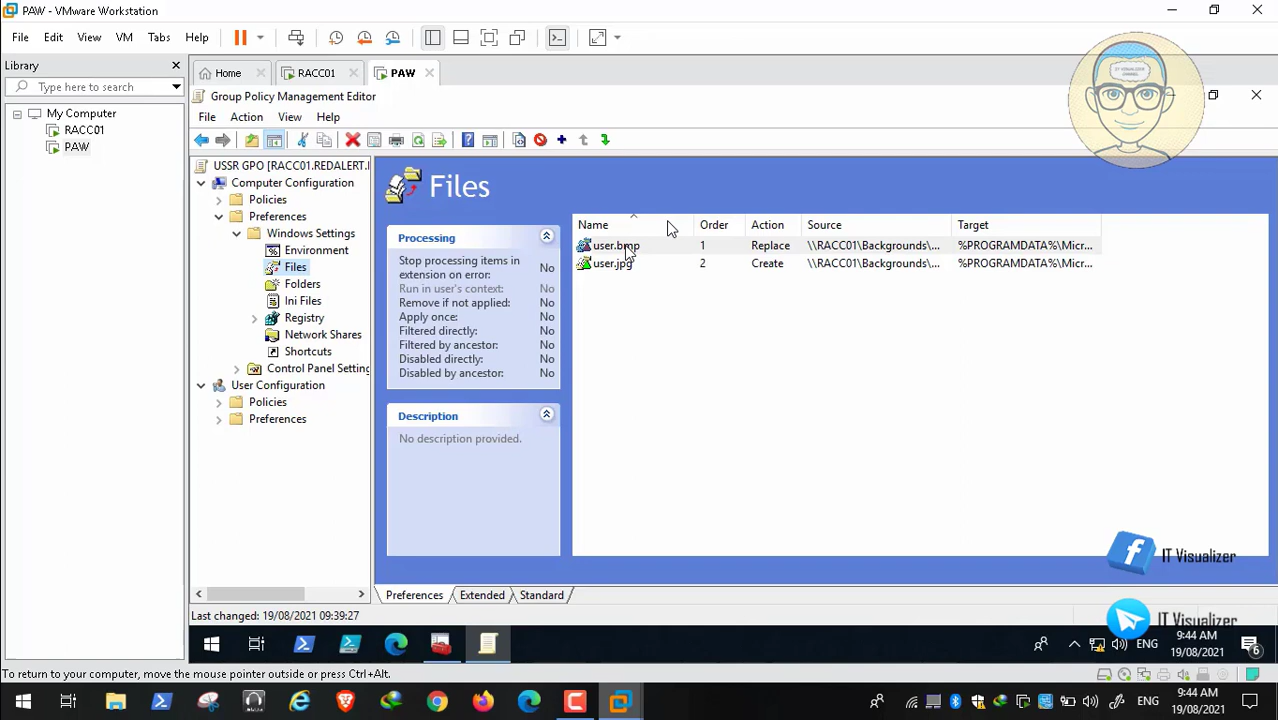 PAW - VMware Workstation
File Edit View VM Tabs Help
Library
Type here to search
My Computer
RACC01
PAW
Home RACC01 PAW
IT VISUALIZER
CHANNEL
Group Policy Management Editor
File Action View Help
USSR GPO [RACC01.REDALERT.
Computer Configuration
Policies
Preferences
Windows Settings
Environment
Files
Folders
Ini Files
Registry
Network Shares
Shortcuts
Control Panel Setting
User Configuration
Policies
Preferences
Files
Processing
Stop processing items in
extension on error: No
Run in user's context: No
Remove if not applied: No
Apply once: No
Filtered directly: No
Filtered by ancestor: No
Disabled directly: No
Disabled by ancestor: No
Description
No description provided.
Name Order Action Source Target
user.bmp 1 Replace \\RACC01\Backgrounds\... %PROGRAMDATA%\Micr...
user.jpg 2 Create \\RACC01\Backgrounds\... %PROGRAMDATA%\Micr...
IT Visualizer
IT Visualizer
Preferences Extended Standard
Last changed: 19/08/2021 09:39:27
ENG
9:44 AM
19/08/2021
6
To return to your computer, move the mouse pointer outside or press Ctrl+Alt.
ENG
9:44 AM
19/08/2021